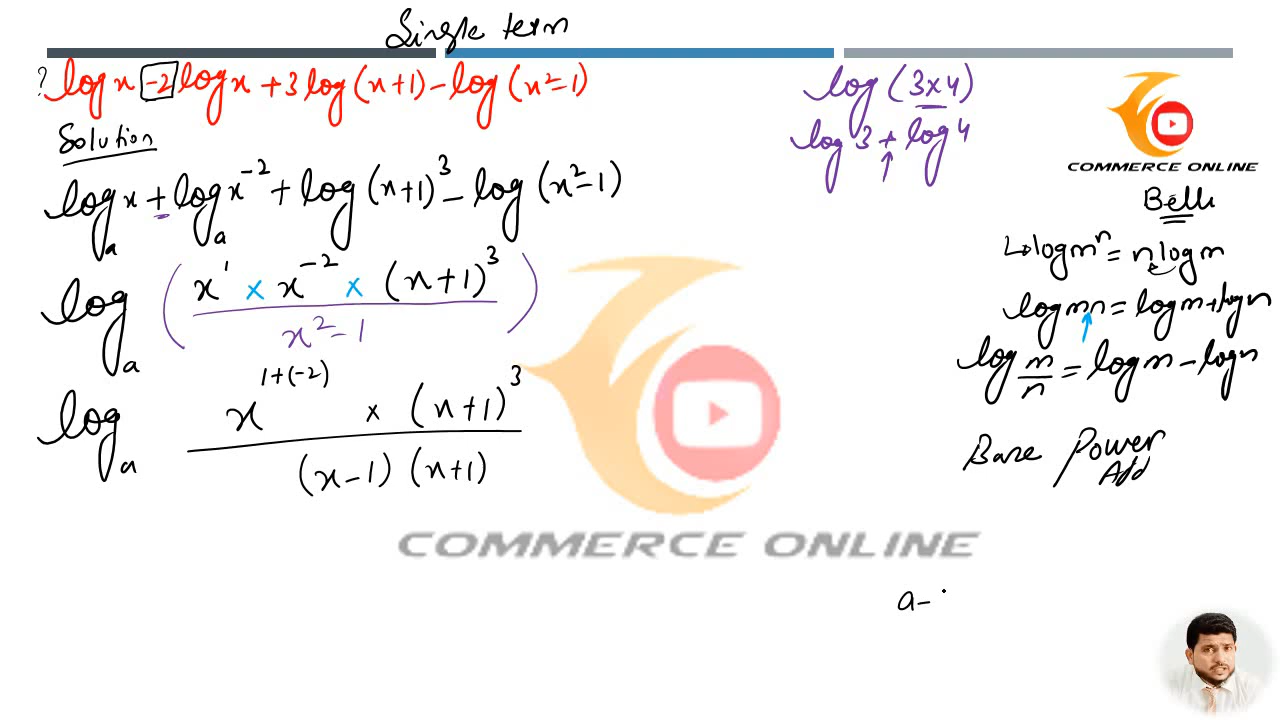 Single term
? log x -2 log x + 3 log (x+1) - log (x²-1)
Solution
logₐ x + logₐ x⁻² + log (x+1)³ - log (x²-1)
logₐ ( x¹ × x⁻² × (x+1)³
x²-1 )
1+(-2)
logₐ x × (x+1)³
(x-1) (x+1)
log (3×4)
log 3 + log 4
COMMERCE ONLINE
↳ log mⁿ = n log m
log mn = log m + log n
log m/n = log m - log n
Base Power
Add
COMMERCE ONLINE
a-